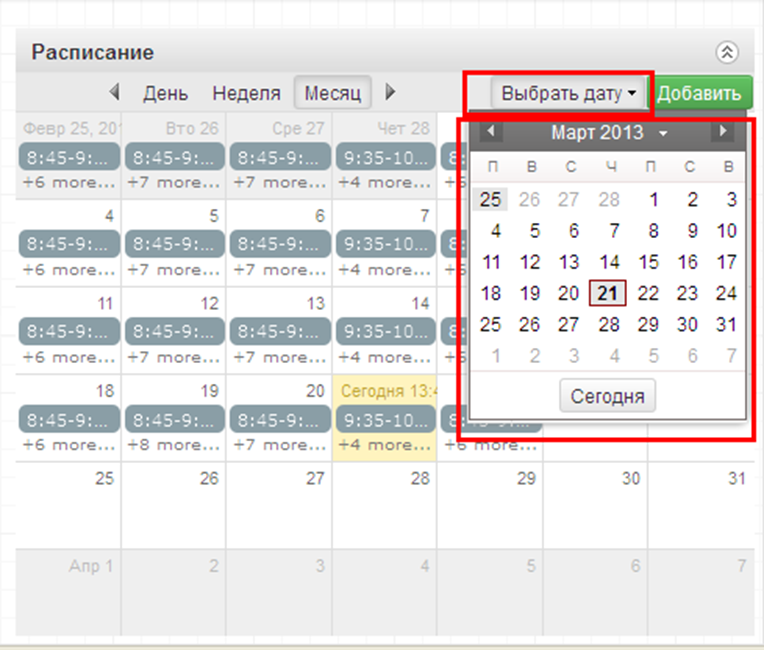 Расписание
День Неделя Месяц Выбрать дату Добавить
Февр 25, 20 Вто 26 Сре 27 Чет 28
8:45-9:... 8:45-9:... 8:45-9:... 9:35-10...
+6 more... +7 more... +7 more... +4 more...
4 5 6 7
8:45-9:... 8:45-9:... 8:45-9:... 9:35-10...
+6 more... +7 more... +7 more... +4 more...
11 12 13 14
8:45-9:... 8:45-9:... 8:45-9:... 9:35-10...
+6 more... +7 more... +7 more... +4 more...
18 19 20 Сегодня 13:4
8:45-9:... 8:45-9:... 8:45-9:... 9:35-10...
+6 more... +8 more... +7 more... +4 more... +6 more...
25 26 27 28 29 30 31
Апр 1 2 3 4 5 6 7
Март 2013
П В С Ч П С В
25 26 27 28 1 2 3
4 5 6 7 8 9 10
11 12 13 14 15 16 17
18 19 20 21 22 23 24
25 26 27 28 29 30 31
1 2 3 4 5 6 7
Сегодня